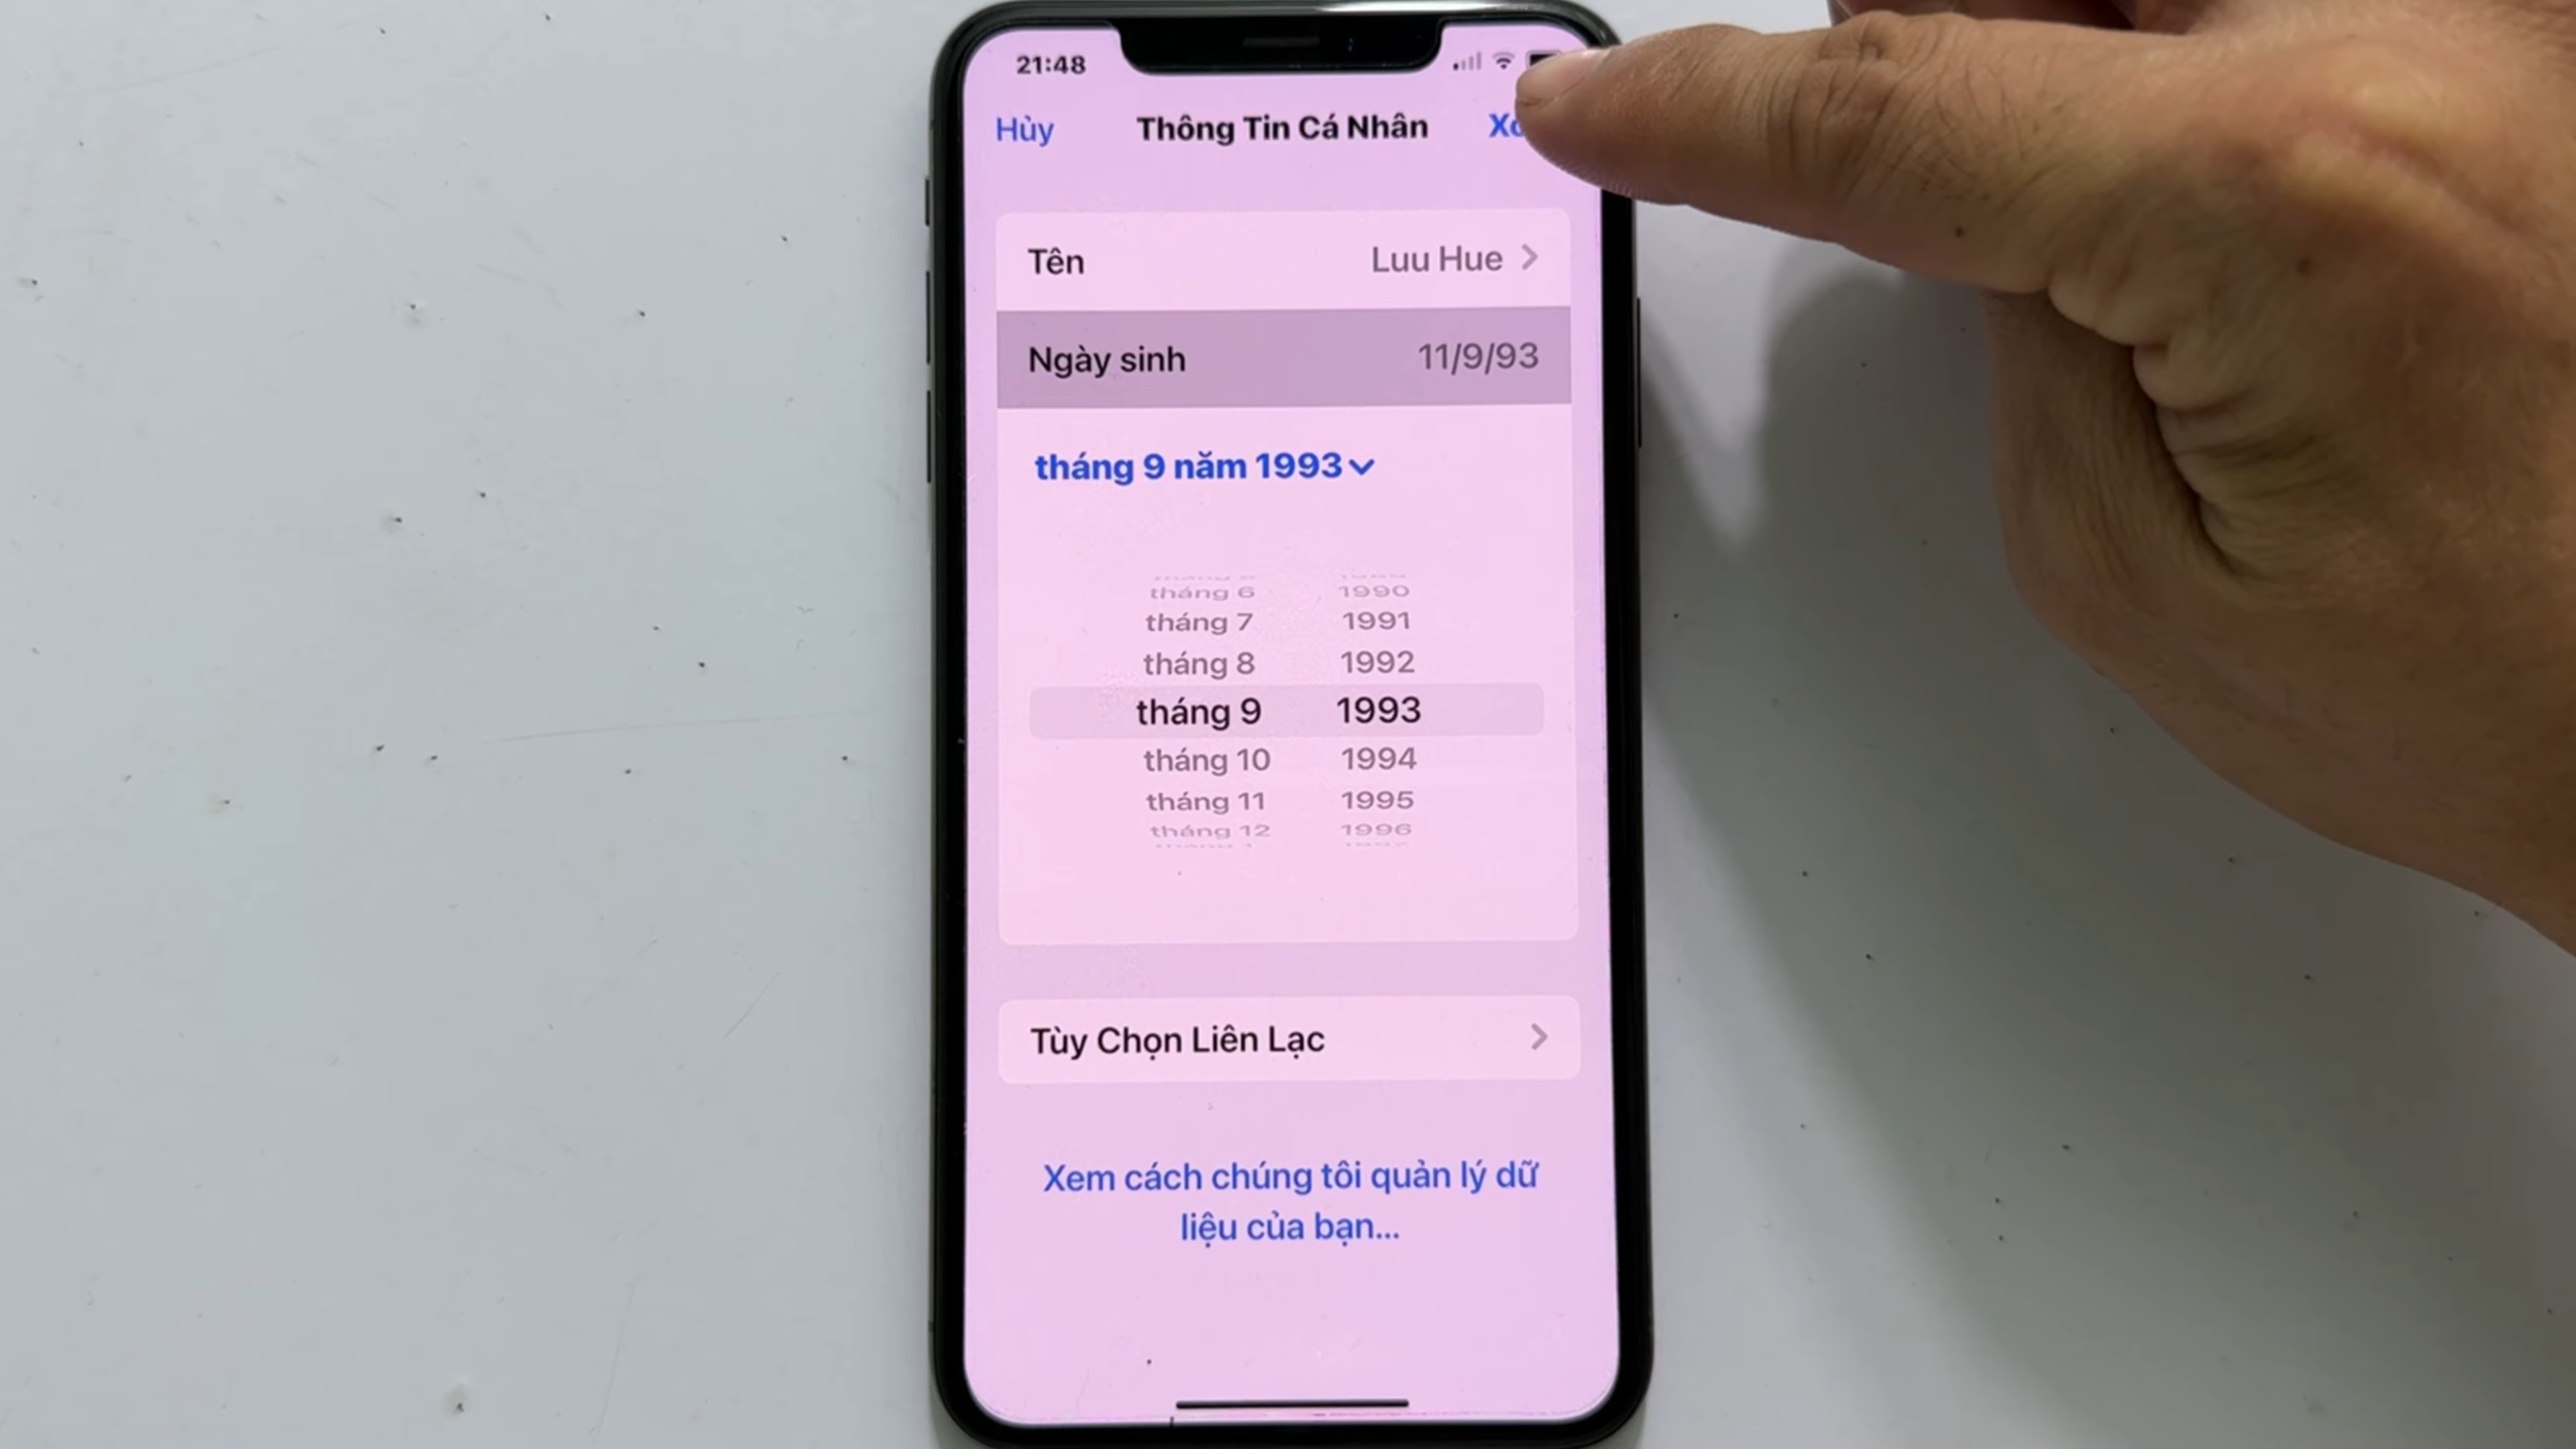 21:48
Hủy
Thông Tin Cá Nhân
Tên
Luu Hue
Ngày sinh
11/9/93
tháng 9 năm 1993
tháng 6 1990
tháng 7 1991
tháng 8 1992
tháng 9 1993
tháng 10 1994
tháng 11 1995
tháng 12 1996
Tùy Chọn Liên Lạc
Xem cách chúng tôi quản lý dữ
liệu của bạn...